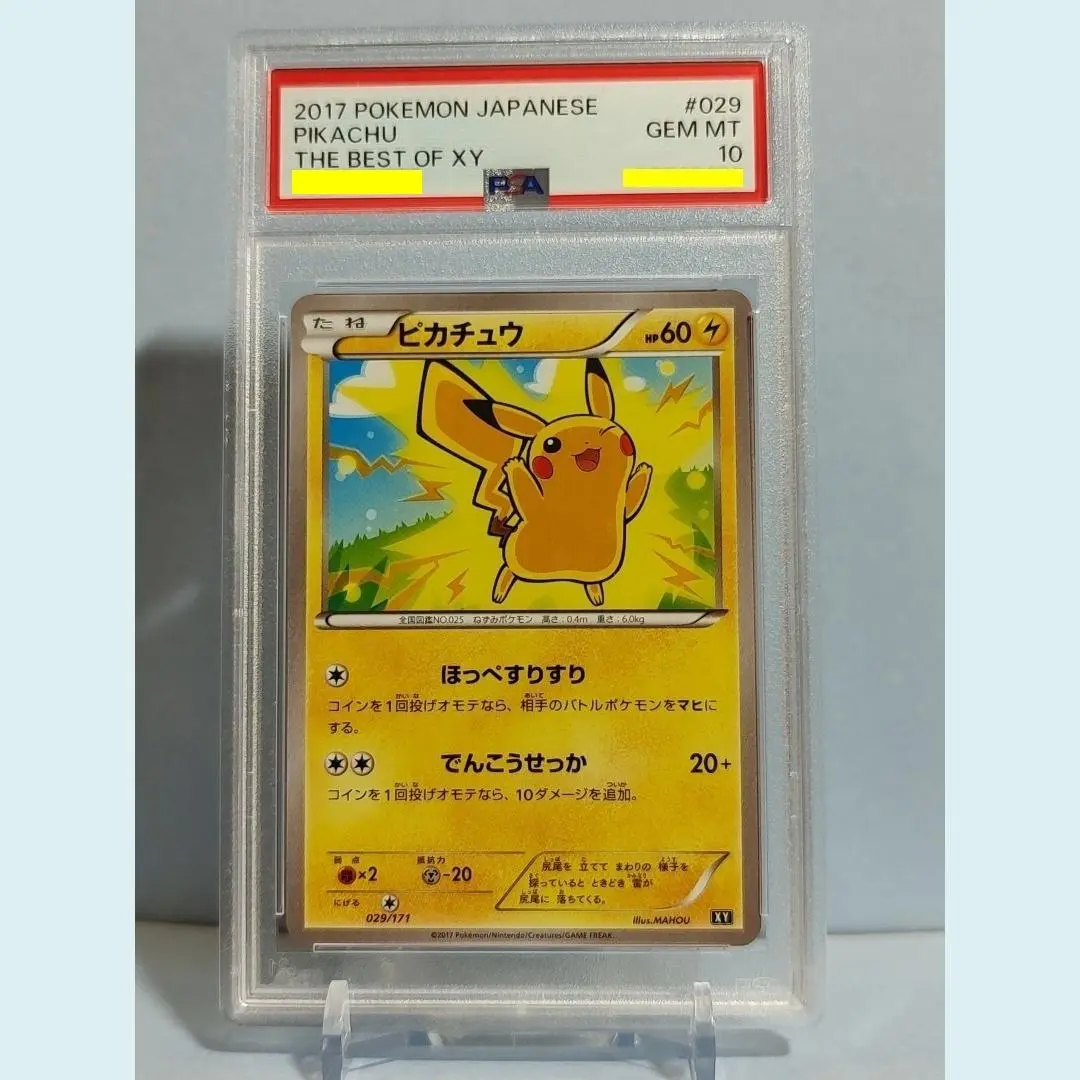 2017 POKEMON JAPANESE #029
PIKACHU GEM MT
THE BEST OF XY 10
PSA
たね ピカチュウ HP60
全国図鑑NO.025 ねずみポケモン 高さ:0.4m 重さ:6.0kg
ほっぺすりすり
コインを1回投げオモテなら、相手のバトルポケモンをマヒに
する。
でんこうせっか 20+
コインを1回投げオモテなら、10ダメージを追加。
弱点 抵抗力
×2 -20
にげる
尻尾を 立てて まわりの 様子を
探っていると ときどき 雷が
尻尾に 落ちてくる。
029/171 illus.MAHOU XY
©2017 Pokémon/Nintendo/Creatures/GAME FREAK.